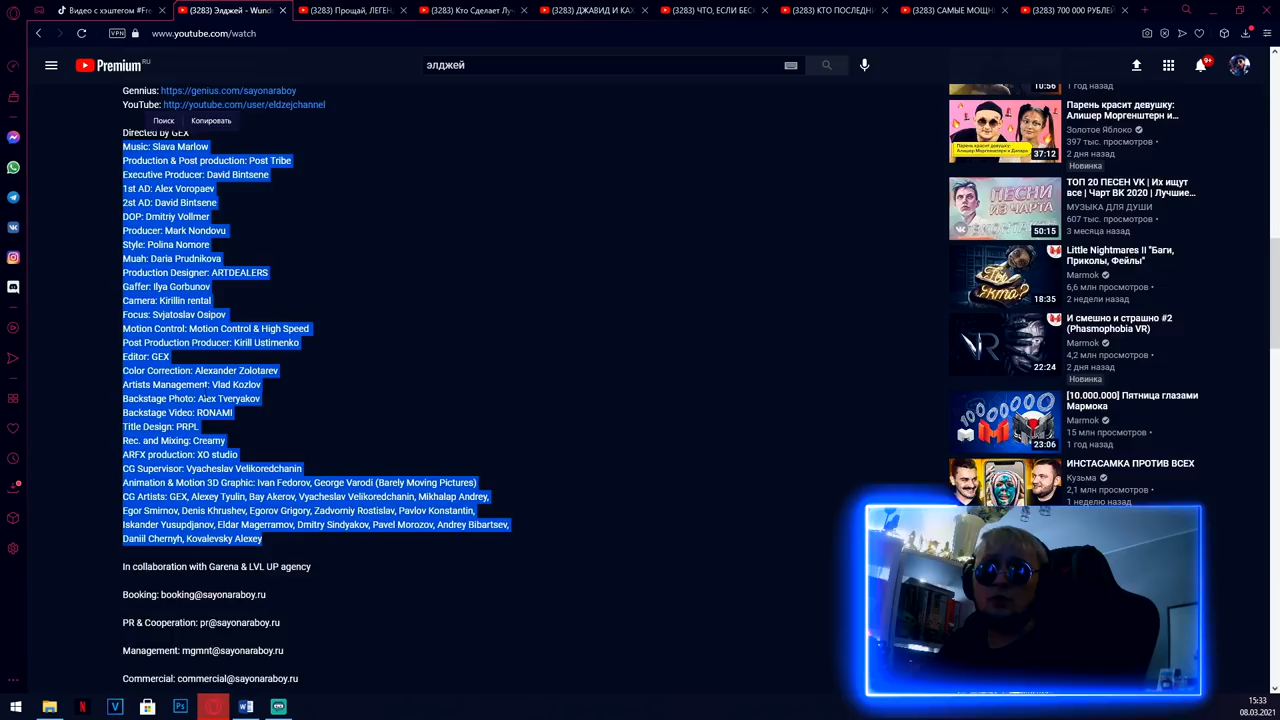 Видео с хэштегом #Fre
(3283) Элджей - Wund
(3283) Прощай, ЛЕГЕН
(3283) Кто Сделает Лу
(3283) ДЖАВИД И КАХ
(3283) ЧТО, ЕСЛИ БЕС
(3283) КТО ПОСЛЕДН
(3283) САМЫЕ МОЩН
(3283) 700 000 РУБЛЕЙ
VPN
www.youtube.com/watch
Premium RU
элджей
9+
Gennius: https://genius.com/sayonaraboy
YouTube: http://youtube.com/user/eldzejchannel
Поиск Копировать
Directed by GEX
Music: Slava Marlow
Production & Post production: Post Tribe
Executive Producer: David Bintsene
1st AD: Alex Voropaev
2st AD: David Bintsene
DOP: Dmitriy Vollmer
Producer: Mark Nondovu
Style: Polina Nomore
Muah: Daria Prudnikova
Production Designer: ARTDEALERS
Gaffer: Ilya Gorbunov
Camera: Kirillin rental
Focus: Svjatoslav Osipov
Motion Control: Motion Control & High Speed
Post Production Producer: Kirill Ustimenko
Editor: GEX
Color Correction: Alexander Zolotarev
Artists Management: Vlad Kozlov
Backstage Photo: Alex Tveryakov
Backstage Video: RONAMI
Title Design: PRPL
Rec. and Mixing: Creamy
ARFX production: XO studio
CG Supervisor: Vyacheslav Velikoredchanin
Animation & Motion 3D Graphic: Ivan Fedorov, George Varodi (Barely Moving Pictures)
CG Artists: GEX, Alexey Tyulin, Bay Akerov, Vyacheslav Velikoredchanin, Mikhalap Andrey,
Egor Smirnov, Denis Khrushev, Egorov Grigory, Zadvorniy Rostislav, Pavlov Konstantin,
Iskander Yusupdjanov, Eldar Magerramov, Dmitry Sindyakov, Pavel Morozov, Andrey Bibartsev,
Daniil Chernyh, Kovalevsky Alexey
In collaboration with Garena & LVL UP agency
Booking: booking@sayonaraboy.ru
PR & Cooperation: pr@sayonaraboy.ru
Management: mgmnt@sayonaraboy.ru
Commercial: commercial@sayonaraboy.ru
10:56
1 год назад
37:12
Парень красит девушку:
Алишер Моргенштерн и...
Золотое Яблоко
397 тыс. просмотров •
2 дня назад
Новинка
ПЕСНИ
ИЗ ЧАРТА
50:15
ТОП 20 ПЕСЕН VK | Их ищут
все | Чарт ВК 2020 | Лучшие...
МУЗЫКА ДЛЯ ДУШИ
607 тыс. просмотров •
3 месяца назад
Ты
кто?
18:35
Little Nightmares II "Баги,
Приколы, Фейлы"
Marmok
6,6 млн просмотров •
2 недели назад
VR
22:24
И смешно и страшно #2
(Phasmophobia VR)
Marmok
4,2 млн просмотров •
2 дня назад
Новинка
23:06
[10.000.000] Пятница глазами
Мармока
Marmok
15 млн просмотров •
1 год назад
ИНСТАСАМКА ПРОТИВ ВСЕХ
Кузьма
2,1 млн просмотров •
1 неделю назад
15:33
08.03.2021